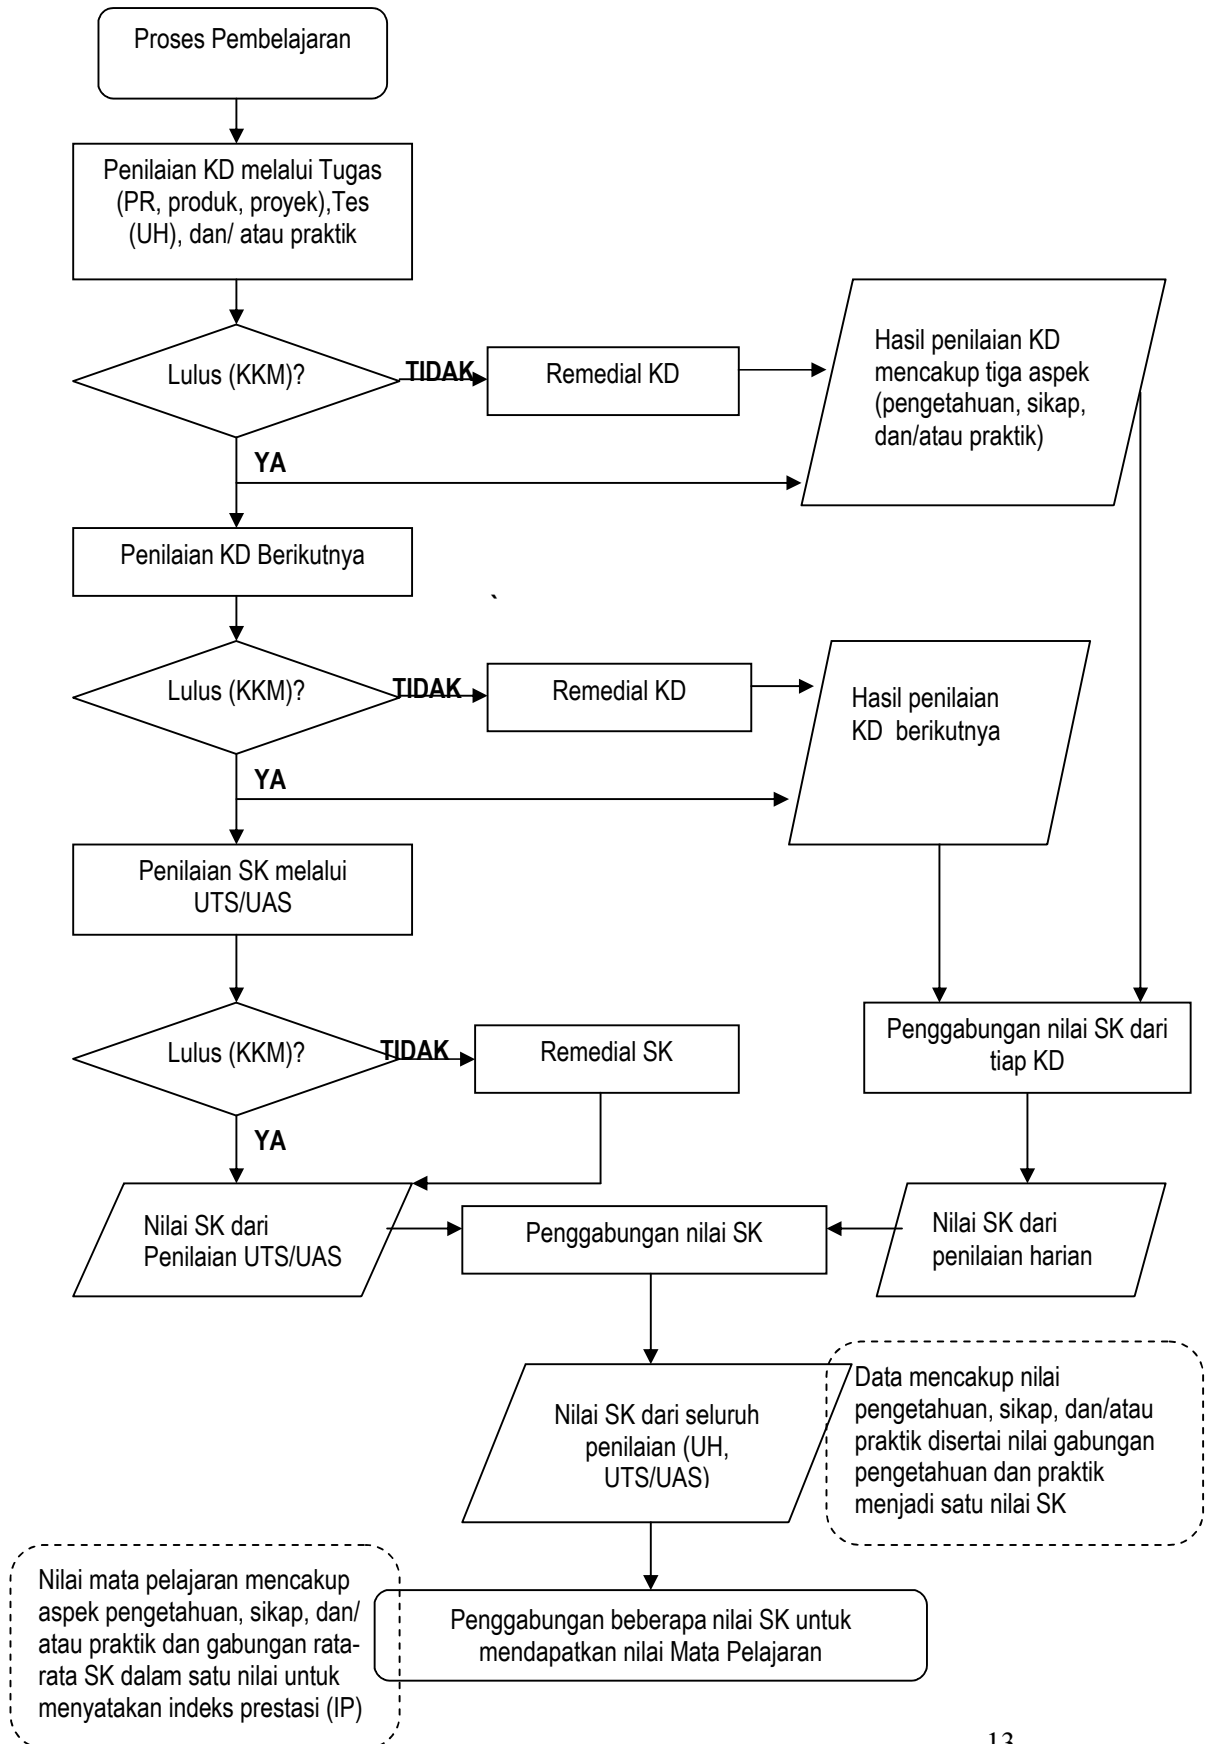 Proses Pembelajaran
Penilaian KD melalui Tugas
(PR, produk, proyek),Tes
(UH), dan/ atau praktik
Lulus (KKM)?
TIDAK
Remedial KD
Hasil penilaian KD
mencakup tiga aspek
(pengetahuan, sikap,
dan/atau praktik)
YA
Penilaian KD Berikutnya
`
Lulus (KKM)?
TIDAK
Remedial KD
Hasil penilaian
KD berikutnya
YA
Penilaian SK melalui
UTS/UAS
Lulus (KKM)?
TIDAK
Remedial SK
Penggabungan nilai SK dari
tiap KD
YA
Nilai SK dari
Penilaian UTS/UAS
Penggabungan nilai SK
Nilai SK dari
penilaian harian
Nilai SK dari seluruh
penilaian (UH,
UTS/UAS)
Data mencakup nilai
pengetahuan, sikap, dan/atau
praktik disertai nilai gabungan
pengetahuan dan praktik
menjadi satu nilai SK
Nilai mata pelajaran mencakup
aspek pengetahuan, sikap, dan/
atau praktik dan gabungan rata-
rata SK dalam satu nilai untuk
menyatakan indeks prestasi (IP)
Penggabungan beberapa nilai SK untuk
mendapatkan nilai Mata Pelajaran
13